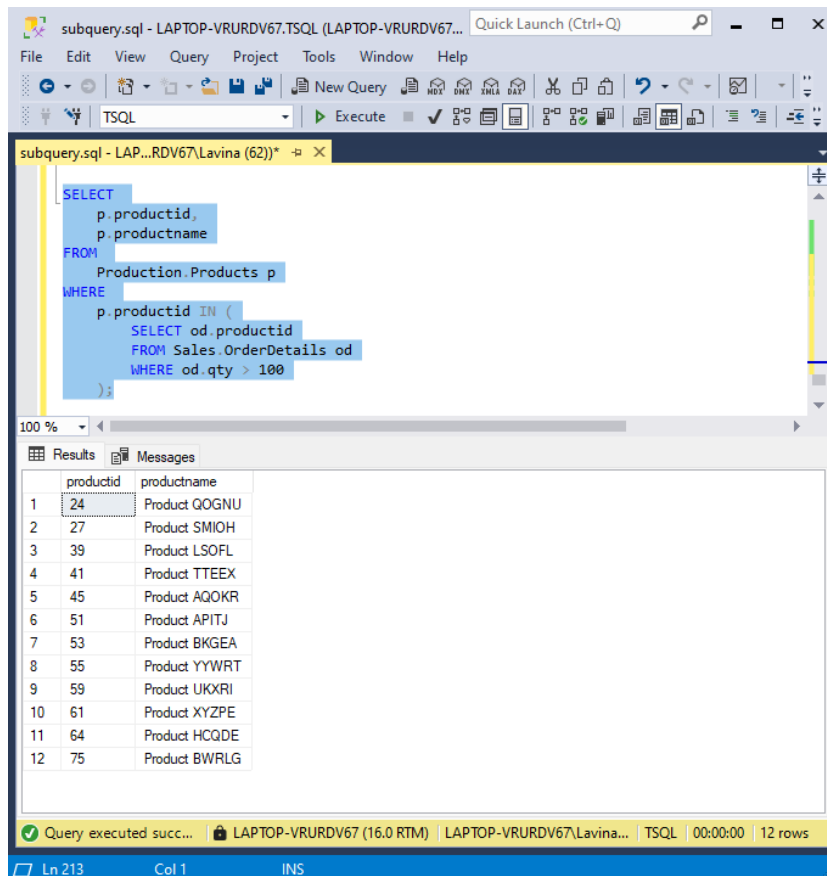 subquery.sql - LAPTOP-VRURDV67.TSQL (LAPTOP-VRURDV67... Quick Launch (Ctrl+Q)
File Edit View Query Project Tools Window Help
New Query MDX DMX XMLA DAX
TSQL Execute
subquery.sql - LAP...RDV67\Lavina (62))*
SELECT
p.productid,
p.productname
FROM
Production.Products p
WHERE
p.productid IN (
SELECT od.productid
FROM Sales.OrderDetails od
WHERE od.qty > 100
);
100 %
Results Messages
productid productname
1 24 Product QOGNU
2 27 Product SMIOH
3 39 Product LSOFL
4 41 Product TTEEX
5 45 Product AQOKR
6 51 Product APITJ
7 53 Product BKGEA
8 55 Product YYWRT
9 59 Product UKXRI
10 61 Product XYZPE
11 64 Product HCQDE
12 75 Product BWRLG
Query executed succ... LAPTOP-VRURDV67 (16.0 RTM) LAPTOP-VRURDV67\Lavina... TSQL 00:00:00 12 rows
Ln 213 Col 1 INS